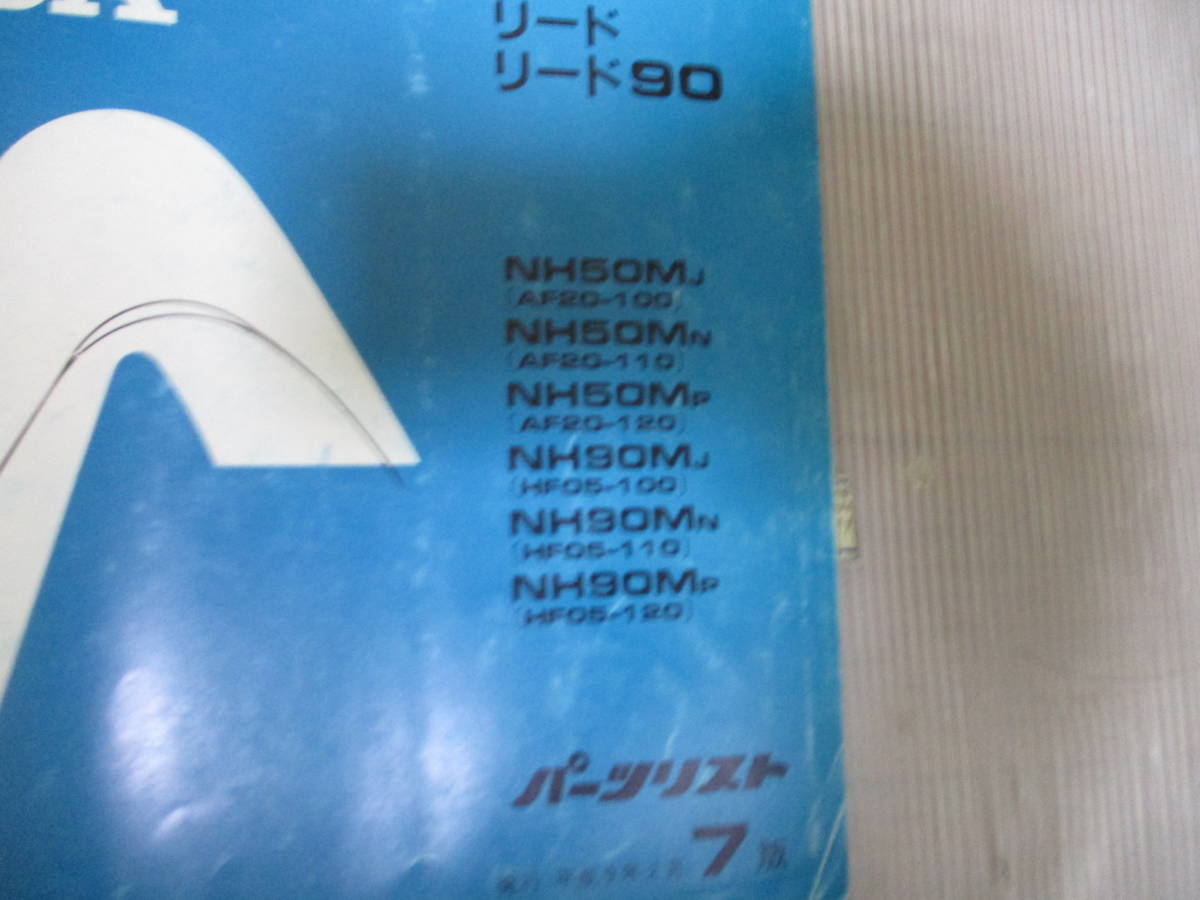 リード
リード90
NH50MJ
(AF20-100)
NH50MN
(AF20-110)
NH50MP
(AF20-120)
NH90MJ
(HF05-100)
NH90MN
(HF05-110)
NH90MP
(HF05-120)
パーツリスト
7版